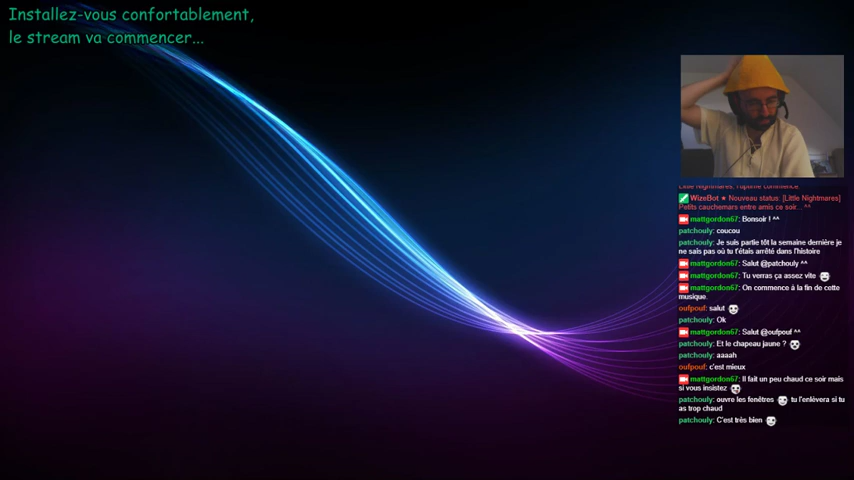 Installez-vous confortablement,
le stream va commencer...
Little Nightmares, l'uptime commence.
WizeBot ★ Nouveau status: [Little Nightmares]
Petits cauchemars entre amis ce soir... ^^
mattgordon67: Bonsoir ! ^^
patchouly: coucou
patchouly: Je suis partie tôt la semaine dernière je
ne sais pas où tu t'étais arrêté dans l'histoire
mattgordon67: Salut @patchouly ^^
mattgordon67: Tu verras ça assez vite
mattgordon67: On commence à la fin de cette
musique.
oufpouf: salut
patchouly: Ok
mattgordon67: Salut @oufpouf ^^
patchouly: Et le chapeau jaune ?
patchouly: aaaah
oufpouf: c'est mieux
mattgordon67: Il fait un peu chaud ce soir mais
si vous insistez
patchouly: ouvre les fenêtres tu l'enlèvera si tu
as trop chaud
patchouly: C'est très bien